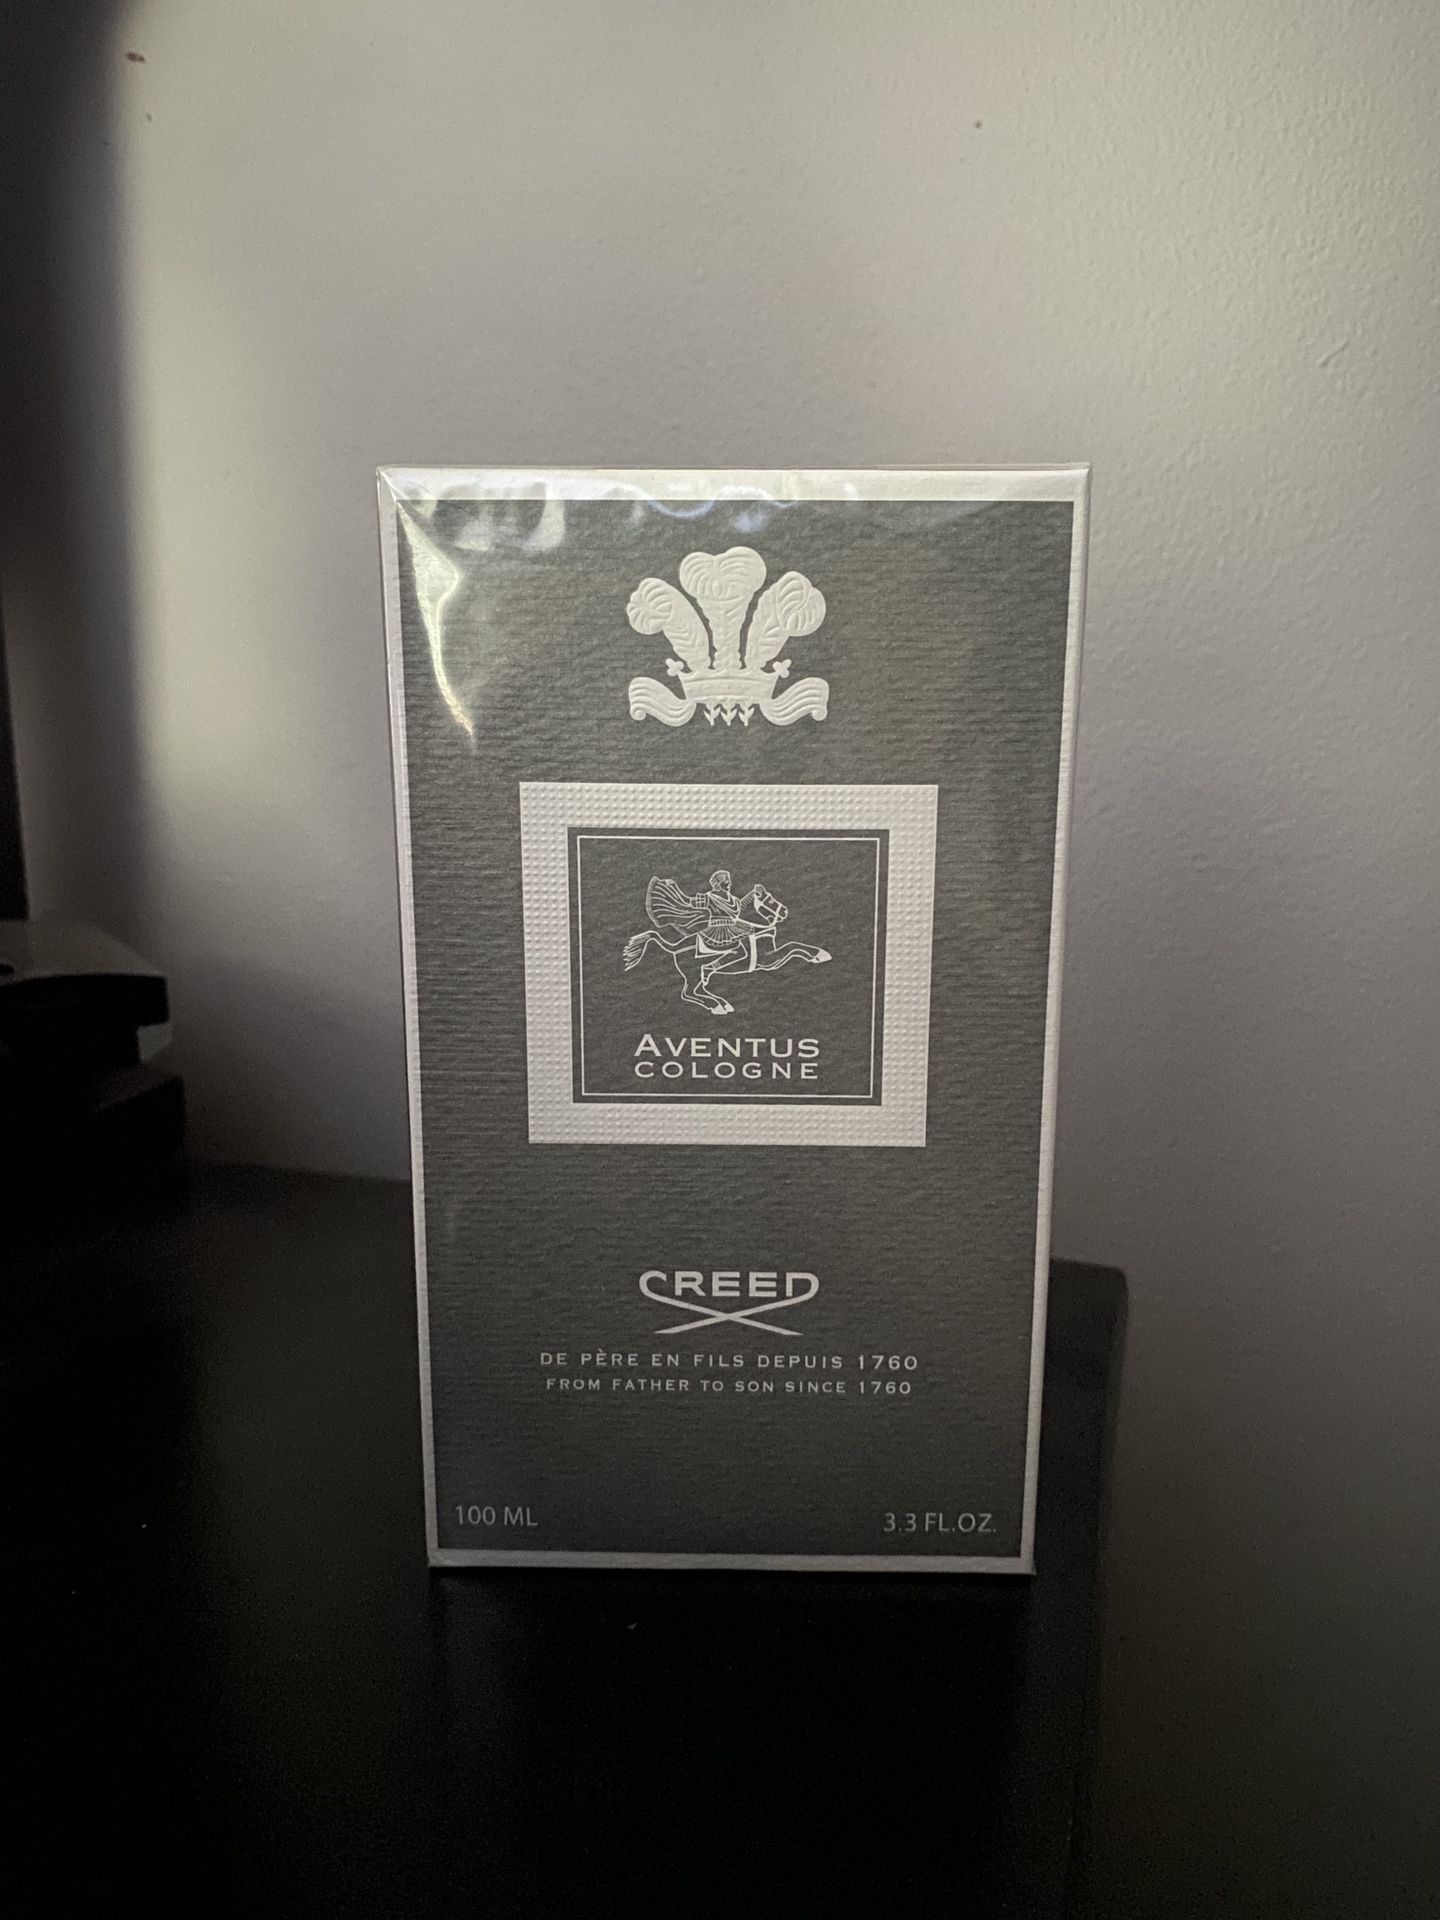 AVENTUS
COLOGNE
CREED
DE PÈRE EN FILS DEPUIS 1760
FROM FATHER TO SON SINCE 1760
100 ML 3.3 FL.OZ.